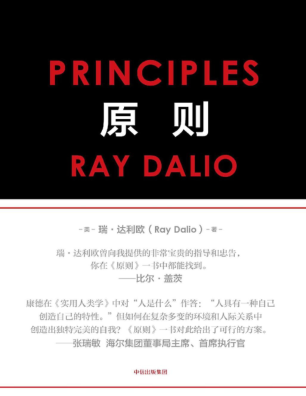 PRINCIPLES
原则
RAY DALIO
-[美]- 瑞·达利欧（Ray Dalio）-著-
瑞·达利欧曾向我提供的非常宝贵的指导和忠告，
你在《原则》一书中都能找到。
——比尔·盖茨
康德在《实用人类学》中对“人是什么”作答：“人具有一种自己
创造自己的特性。”但如何在复杂多变的环境和人际关系中
创造出独特完美的自我？《原则》一书对此给出了可行的方案。
——张瑞敏 海尔集团董事局主席、首席执行官
中信出版集团